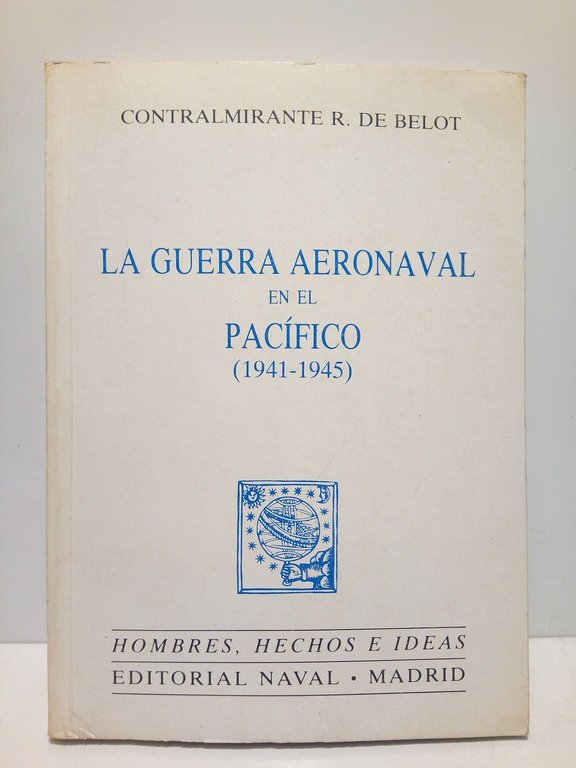 CONTRALMIRANTE R. DE BELOT
LA GUERRA AERONAVAL
EN EL
PACÍFICO
(1941-1945)
HOMBRES, HECHOS E IDEAS
EDITORIAL NAVAL • MADRID